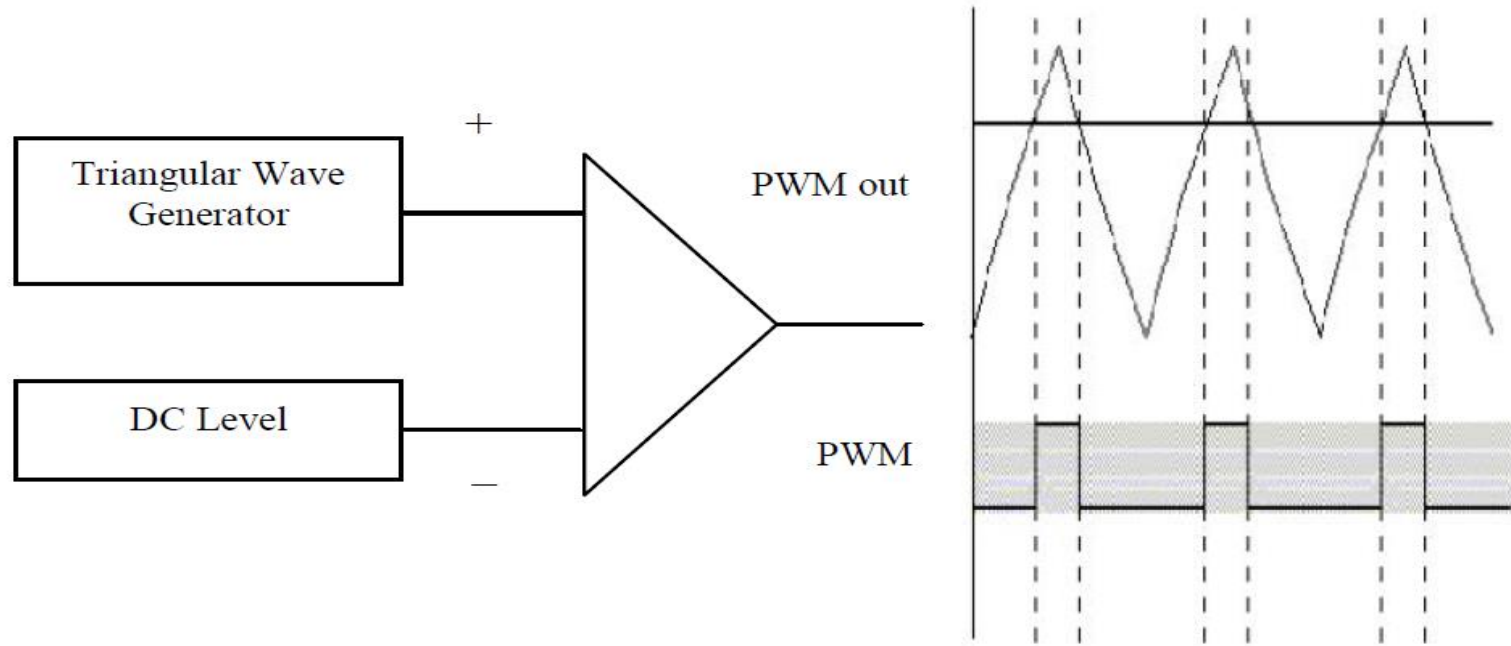 Triangular Wave
Generator
+
DC Level
−
PWM out
PWM